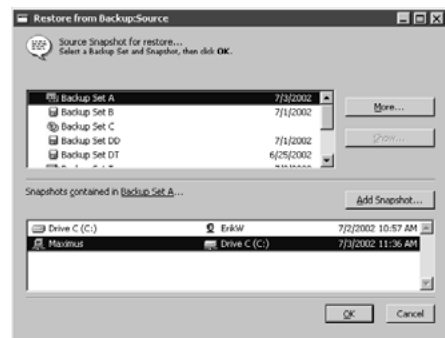 Restore from Backup:Source
Source Snapshot for restore...
Select a Backup Set and Snapshot, then click OK.
Backup Set A 7/3/2002
Backup Set B 7/1/2002
Backup Set C
Backup Set DD 7/1/2002
Backup Set DT 6/25/2002
More...
Show...
Snapshots contained in Backup Set A...
Add Snapshot...
Drive C (C:) ErikW 7/2/2002 10:57 AM
Maximus Drive C (C:) 7/3/2002 11:36 AM
OK Cancel